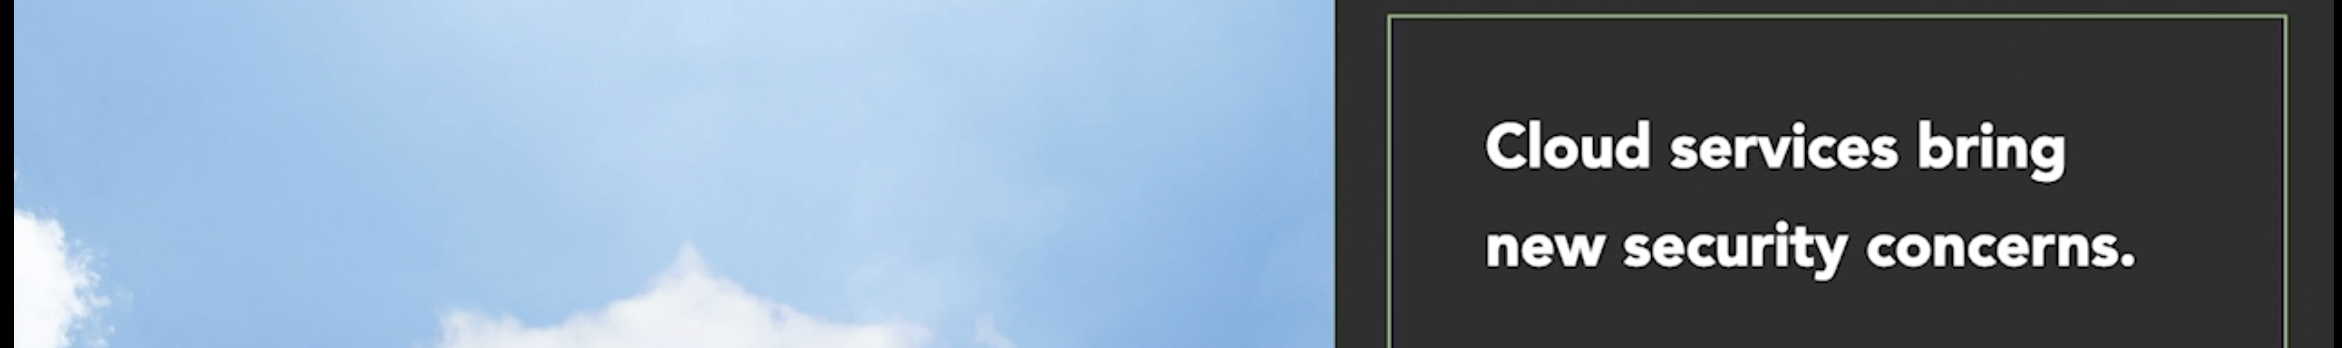 Cloud services bring
new security concerns.